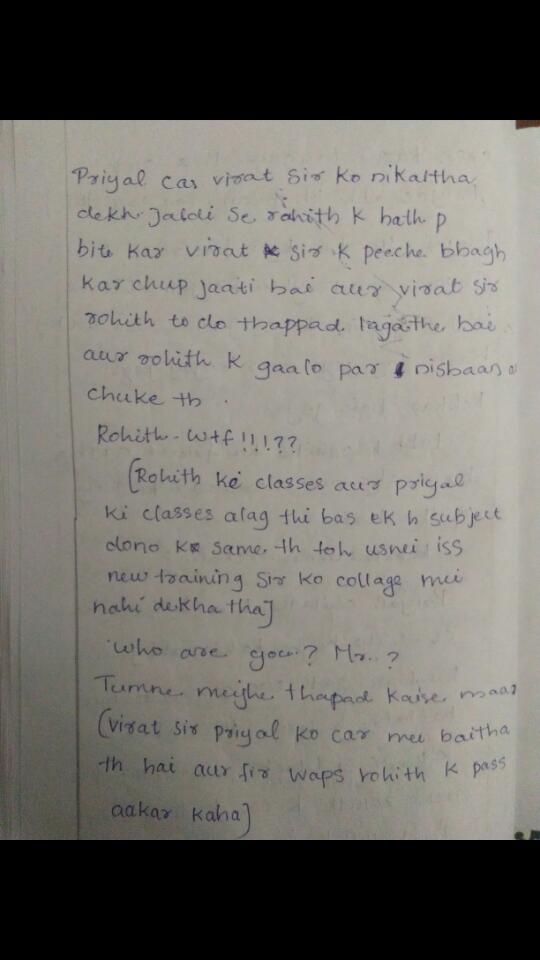 Priyal car virat sir ko nikaltha
dekh jaldi se rohith k hath p
bite kar virat sir k peeche bhagh
kar chup jaati hai aur virat sir
rohith to do thappad lagathe hai
aur rohith k gaalo par nishaan
chuke th.
Rohith - Wtf!!!??
[Rohith ke classes aur priyal
ki classes alag thi bas ek h subject
dono k same th toh usnei iss
new training sir ko collage mei
nahi dekha tha]
Who are you? Mr..?
Tumne mujhe thapad kaise maar
(virat sir priyal ko car mei baitha
th hai aur fir waps rohith k pass
aakar kaha]